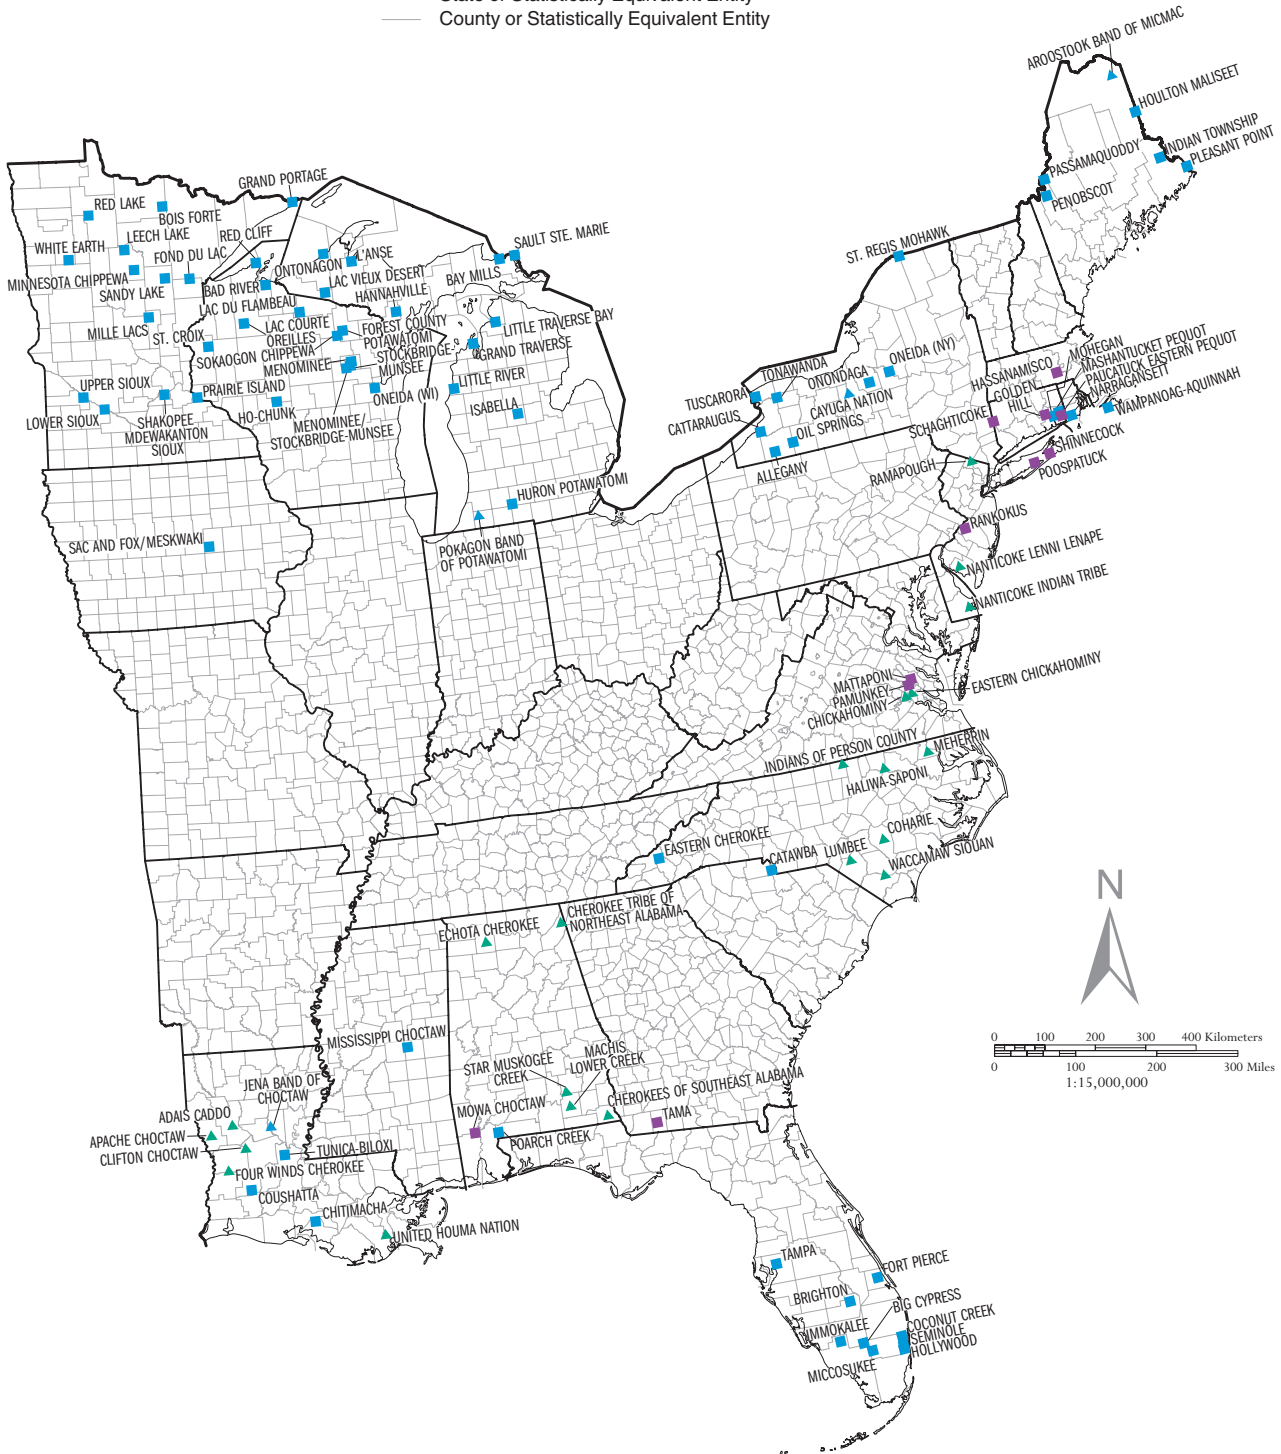 State or Statistically Equivalent Entity
County or Statistically Equivalent Entity
AROOSTOOK BAND OF MICMAC
HOULTON MALISEET
INDIAN TOWNSHIP
PLEASANT POINT
PASSAMAQUODDY
PENOBSCOT
GRAND PORTAGE
RED LAKE
BOIS FORTE
LEECH LAKE
RED CLIFF
WHITE EARTH
FOND DU LAC
MINNESOTA CHIPPEWA
SANDY LAKE
MILLE LACS
ST. CROIX
BAD RIVER
ONTONAGON
L'ANSE
LAC VIEUX DESERT
LAC DU FLAMBEAU
HANNAHVILLE
BAY MILLS
SAULT STE. MARIE
LAC COURTE
OREILLES
FOREST COUNTY
POTAWATOMI
SOKAOGON CHIPPEWA
STOCKBRIDGE
MUNSEE
MENOMINEE
LITTLE TRAVERSE BAY
GRAND TRAVERSE
LITTLE RIVER
ISABELLA
UPPER SIOUX
LOWER SIOUX
PRAIRIE ISLAND
SHAKOPEE
MDEWAKANTON
SIOUX
HO-CHUNK
ONEIDA (WI)
MENOMINEE/
STOCKBRIDGE-MUNSEE
HURON POTAWATOMI
POKAGON BAND
OF POTAWATOMI
SAC AND FOX/MESKWAKI
ST. REGIS MOHAWK
ONEIDA (NY)
TONAWANDA
ONONDAGA
TUSCARORA
CAYUGA NATION
CATTARAUGUS
OIL SPRINGS
ALLEGANY
HASSANAMISCO
MOHEGAN
MASHANTUCKET PEQUOT
PAUCATUCK EASTERN PEQUOT
NARRAGANSETT
WAMPANOAG-AQUINNAH
GOLDEN
HILL
SCHAGHTICOKE
SHINNECOCK
POOSPATUCK
RAMAPOUGH
RANKOKUS
NANTICOKE LENNI LENAPE
NANTICOKE INDIAN TRIBE
MATTAPONI
PAMUNKEY
CHICKAHOMINY
EASTERN CHICKAHOMINY
INDIANS OF PERSON COUNTY
MEHERRIN
HALIWA-SAPONI
COHARIE
EASTERN CHEROKEE
CATAWBA
LUMBEE
WACCAMAW SIOUAN
CHEROKEE TRIBE OF
NORTHEAST ALABAMA
ECHOTA CHEROKEE
N
MISSISSIPPI CHOCTAW
STAR MUSKOGEE
CREEK
MACHIS
LOWER CREEK
CHEROKEES OF SOUTHEAST ALABAMA
MOWA CHOCTAW
POARCH CREEK
TAMA
0 100 200 300 400 Kilometers
0 100 200 300 Miles
1:15,000,000
JENA BAND OF
CHOCTAW
ADAIS CADDO
APACHE CHOCTAW
CLIFTON CHOCTAW
TUNICA-BILOXI
FOUR WINDS CHEROKEE
COUSHATTA
CHITIMACHA
UNITED HOUMA NATION
TAMPA
FORT PIERCE
BRIGHTON
BIG CYPRESS
IMMOKALEE
COCONUT CREEK
SEMINOLE
HOLLYWOOD
MICCOSUKEE